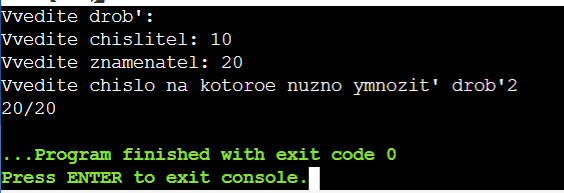 Vvedite drob':
Vvedite chislitel: 10
Vvedite znamenatel: 20
Vvedite chislo na kotoroe nuzno ymnozit' drob'2
20/20
...Program finished with exit code 0
Press ENTER to exit console.